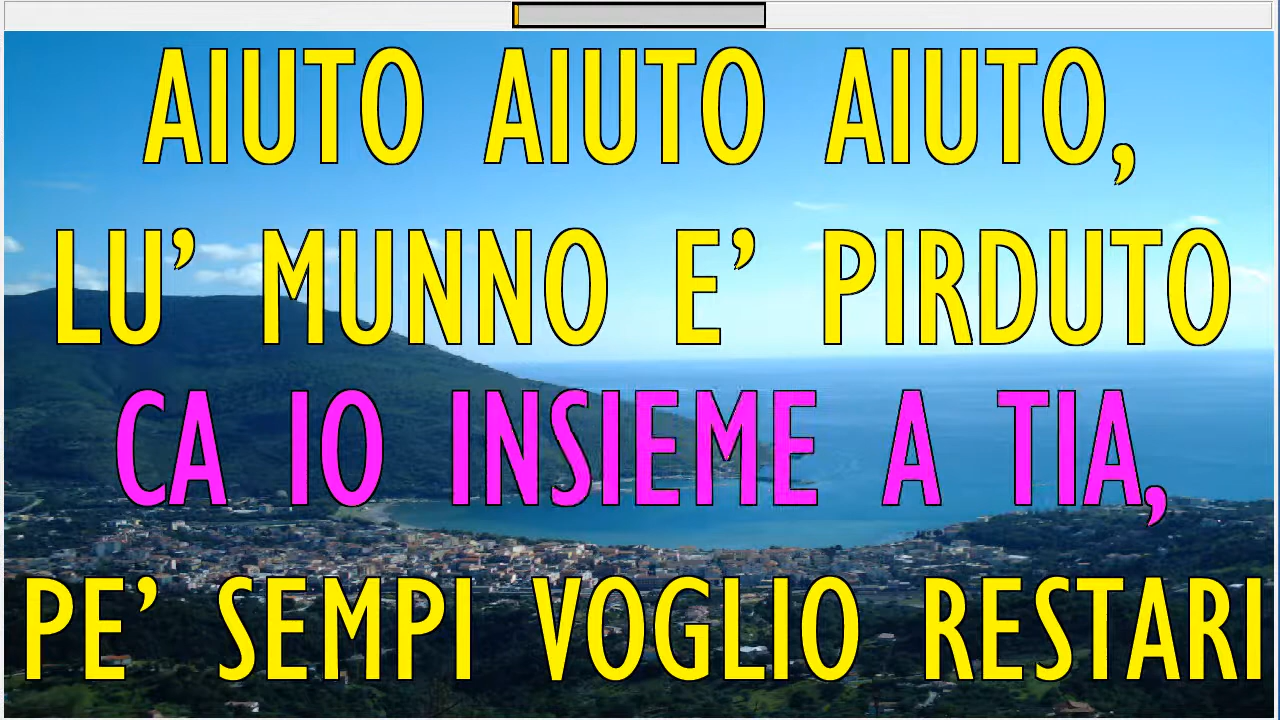 AIUTO AIUTO AIUTO,
LU' MUNNO E' PIRDUTO
CA IO INSIEME A TIA,
PE' SEMPI VOGLIO RESTARI